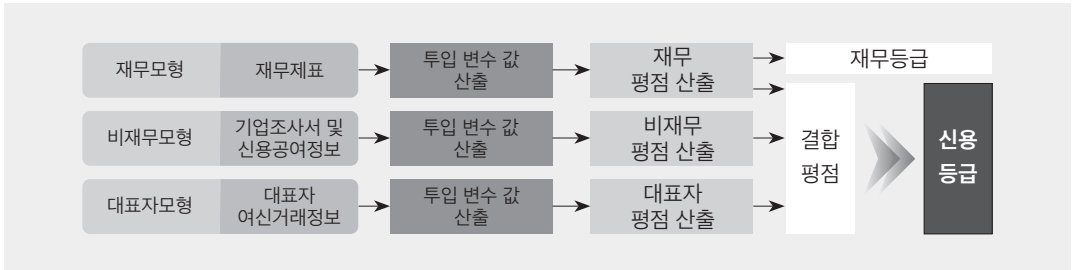 재무모형
재무제표
투입 변수 값
산출
재무
평점 산출
재무등급
비재무모형
기업조사서 및
신용공여정보
투입 변수 값
산출
비재무
평점 산출
대표자모형
대표자
여신거래정보
투입 변수 값
산출
대표자
평점 산출
결합
평점
신용
등급